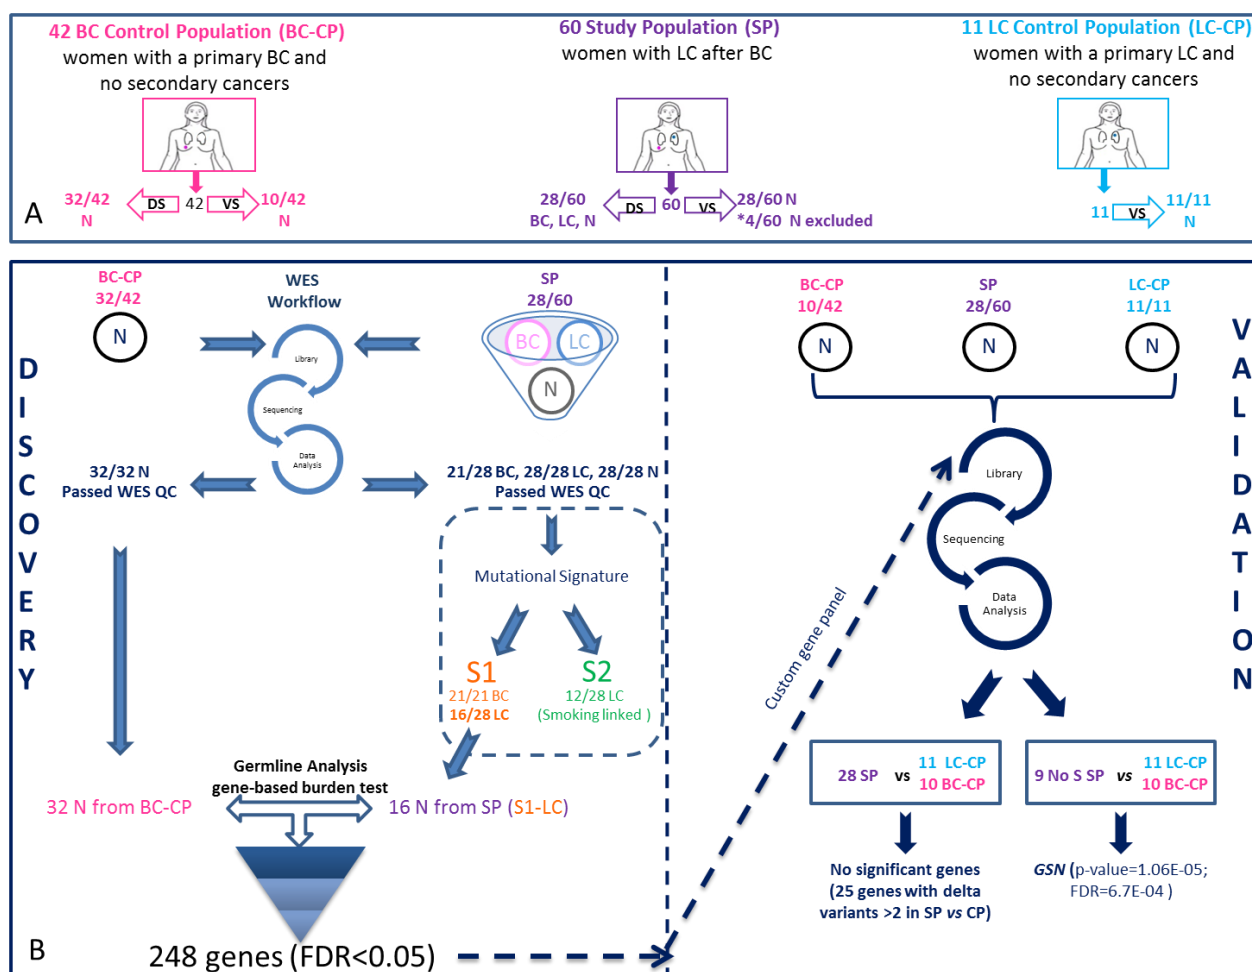 42 BC Control Population (BC-CP)
women with a primary BC and
no secondary cancers
60 Study Population (SP)
women with LC after BC
11 LC Control Population (LC-CP)
women with a primary LC and
no secondary cancers
A
32/42
N
DS
42
VS
10/42
N
28/60
BC, LC, N
DS
60
VS
28/60 N
*4/60 N excluded
11
VS
11/11
N
DISCOVERY
BC-CP
32/42
N
WES
Workflow
Library
Sequencing
Data
Analysis
SP
28/60
BC
LC
N
32/32 N
Passed WES QC
21/28 BC, 28/28 LC, 28/28 N
Passed WES QC
Mutational Signature
S1
21/21 BC
16/28 LC
S2
12/28 LC
(Smoking linked )
Germline Analysis
gene-based burden test
32 N from BC-CP
16 N from SP (S1-LC)
248 genes (FDR<0.05)
B
Custom gene panel
VALIDATION
BC-CP
10/42
N
SP
28/60
N
LC-CP
11/11
N
Library
Sequencing
Data
Analysis
28 SP vs 11 LC-CP
10 BC-CP
9 No S SP vs 11 LC-CP
10 BC-CP
No significant genes
(25 genes with delta
variants >2 in SP vs CP)
GSN (p-value=1.06E-05;
FDR=6.7E-04 )